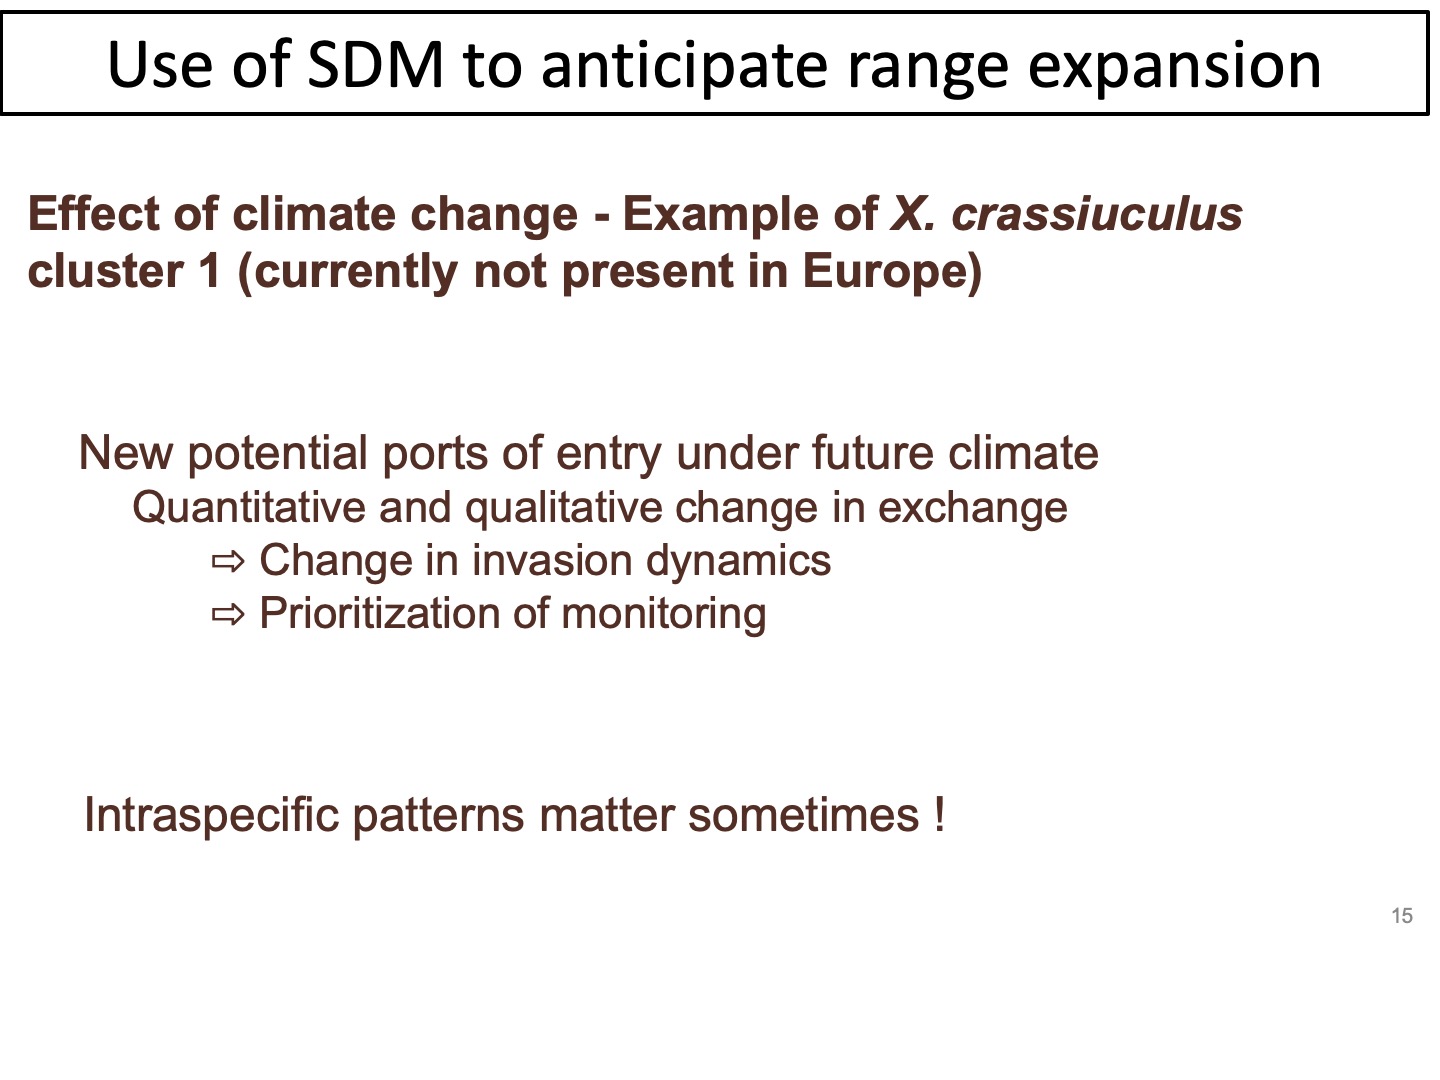 Use of SDM to anticipate range expansion
Effect of climate change - Example of X. crassiuculus
cluster 1 (currently not present in Europe)
New potential ports of entry under future climate
Quantitative and qualitative change in exchange
⇨ Change in invasion dynamics
⇨ Prioritization of monitoring
Intraspecific patterns matter sometimes !
15